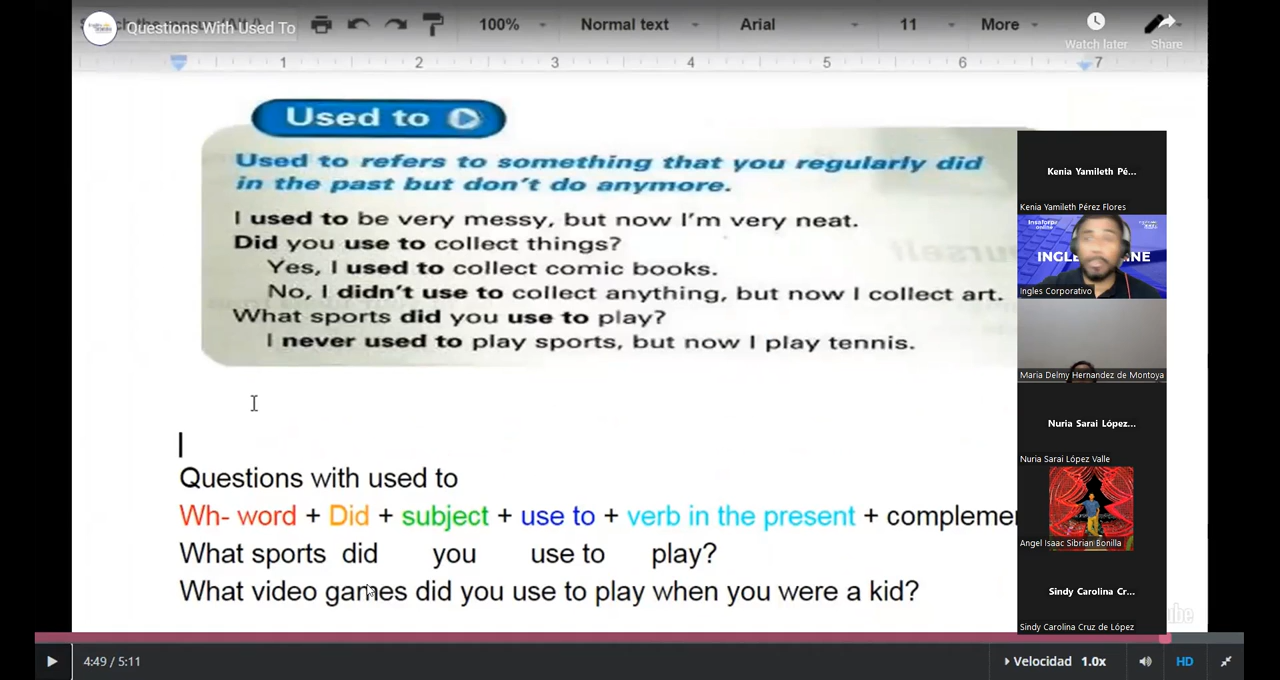 Questions With Used To
100%
Normal text
Arial
11
More
Watch later
Share
1 2 3 4 5 6 7
Used to
Used to refers to something that you regularly did
in the past but don't do anymore.
I used to be very messy, but now I'm very neat.
Did you use to collect things?
Yes, I used to collect comic books.
No, I didn't use to collect anything, but now I collect art.
What sports did you use to play?
I never used to play sports, but now I play tennis.
Questions with used to
Wh- word + Did + subject + use to + verb in the present + complemen
What sports did you use to play?
What video games did you use to play when you were a kid?
Kenia Yamileth Pé...
Kenia Yamileth Pérez Flores
Ingles Corporativo
Maria Delmy Hernandez de Montoya
Nuria Sarai López...
Nuria Sarai López Valle
Angel Isaac Sibrian Bonilla
Sindy Carolina Cr...
Sindy Carolina Cruz de López
4:49 / 5:11
Velocidad 1.0x
HD